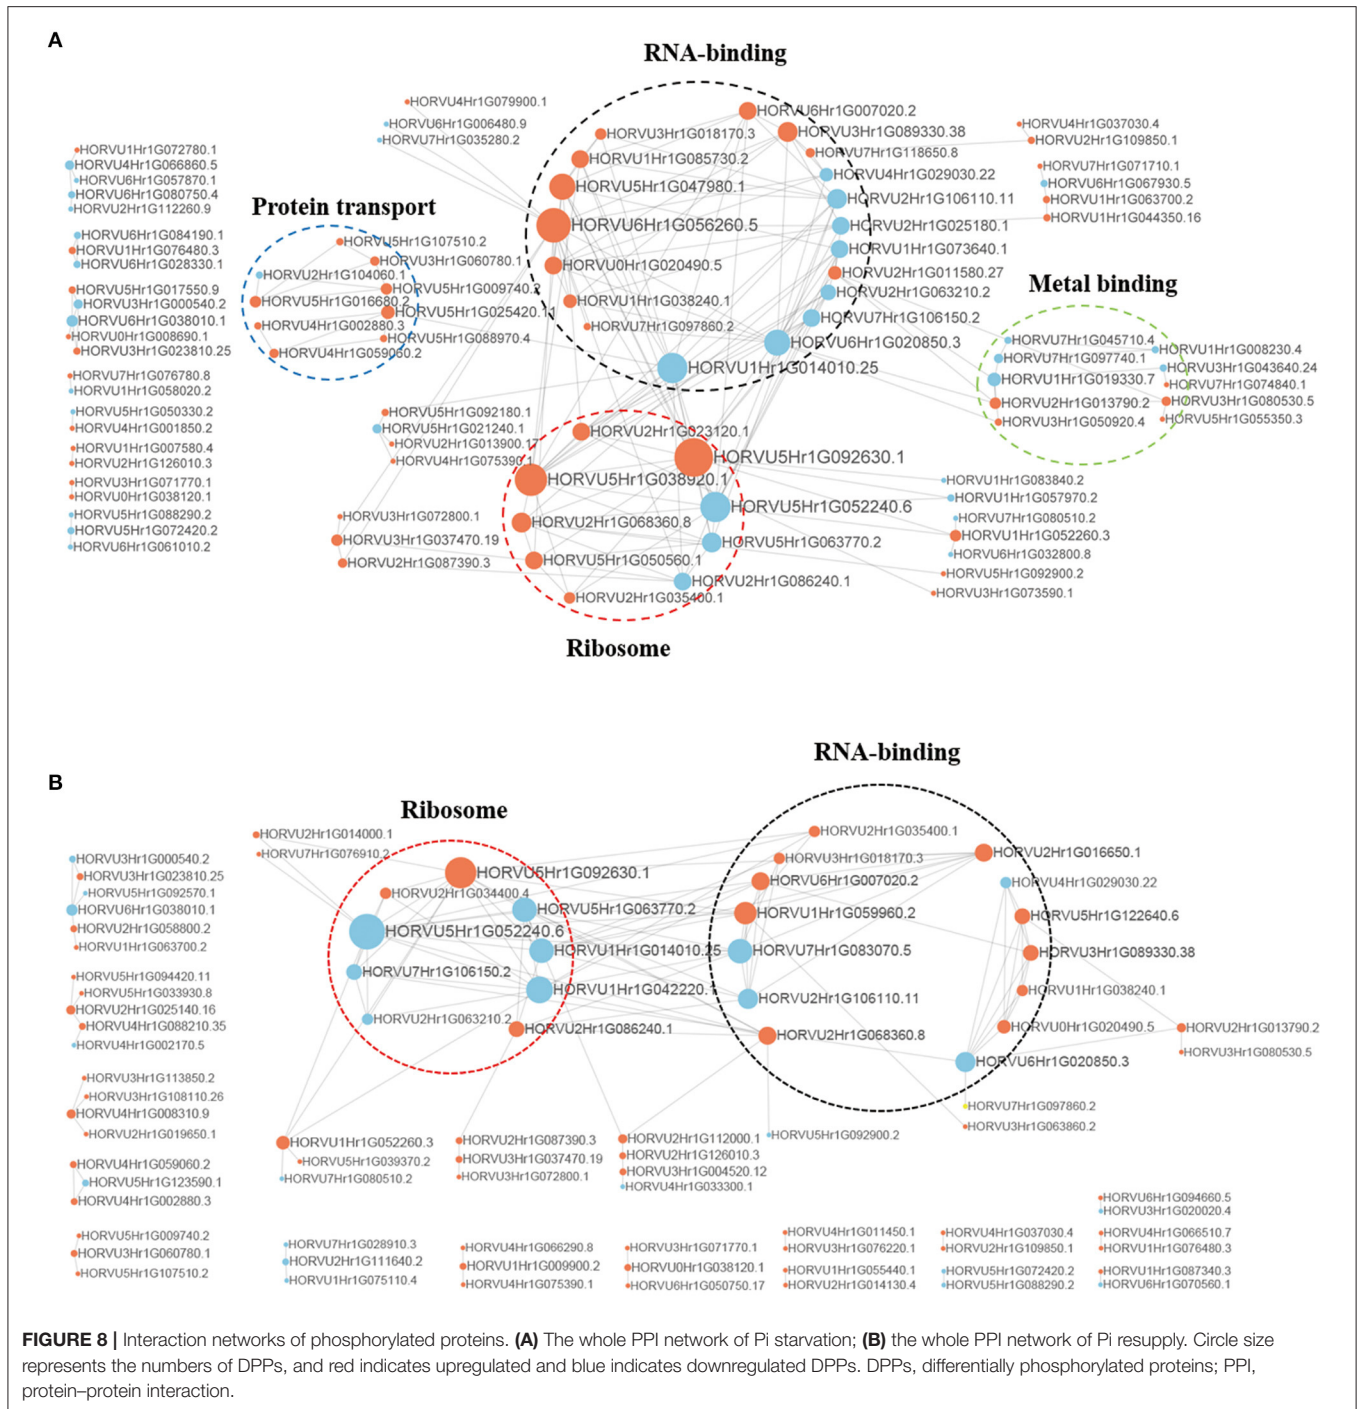 A
RNA-binding
HORVU4Hr1G079900.1
HORVU6Hr1G006480.9
HORVU7Hr1G035280.2
HORVU6Hr1G007020.2
HORVU3Hr1G018170.3
HORVU3Hr1G089330.38
HORVU1Hr1G085730.2
HORVU7Hr1G118650.8
HORVU5Hr1G047980.1
HORVU4Hr1G029030.22
HORVU2Hr1G106110.11
HORVU6Hr1G056260.5
HORVU2Hr1G025180.1
HORVU1Hr1G073640.1
HORVU0Hr1G020490.5
HORVU2Hr1G011580.27
HORVU2Hr1G063210.2
HORVU1Hr1G038240.1
HORVU7Hr1G106150.2
HORVU7Hr1G097860.2
HORVU6Hr1G020850.3
HORVU1Hr1G014010.25
HORVU4Hr1G037030.4
HORVU2Hr1G109850.1
HORVU7Hr1G071710.1
HORVU6Hr1G067930.5
HORVU1Hr1G063700.2
HORVU1Hr1G044350.16
HORVU1Hr1G072780.1
HORVU4Hr1G066860.5
HORVU6Hr1G057870.1
HORVU6Hr1G080750.4
HORVU2Hr1G112260.9
HORVU6Hr1G084190.1
HORVU1Hr1G076480.3
HORVU6Hr1G028330.1
HORVU5Hr1G017550.9
HORVU3Hr1G000540.2
HORVU6Hr1G038010.1
HORVU0Hr1G008690.1
HORVU3Hr1G023810.25
HORVU7Hr1G076780.8
HORVU1Hr1G058020.2
HORVU5Hr1G050330.2
HORVU4Hr1G001850.2
HORVU1Hr1G007580.4
HORVU2Hr1G126010.3
HORVU3Hr1G071770.1
HORVU0Hr1G038120.1
HORVU5Hr1G088290.2
HORVU5Hr1G072420.2
HORVU6Hr1G061010.2
Protein transport
HORVU5Hr1G107510.2
HORVU3Hr1G060780.1
HORVU2Hr1G104060.1
HORVU5Hr1G009740.2
HORVU5Hr1G016680.2
HORVU5Hr1G025420.1
HORVU4Hr1G002880.3
HORVU5Hr1G088970.4
HORVU4Hr1G059060.2
Metal binding
HORVU7Hr1G045710.4
HORVU1Hr1G008230.4
HORVU7Hr1G097740.1
HORVU3Hr1G043640.24
HORVU1Hr1G019330.7
HORVU7Hr1G074840.1
HORVU2Hr1G013790.2
HORVU3Hr1G080530.5
HORVU3Hr1G050920.4
HORVU5Hr1G055350.3
HORVU5Hr1G092180.1
HORVU5Hr1G021240.1
HORVU2Hr1G013900.17
HORVU4Hr1G075390.1
HORVU3Hr1G072800.1
HORVU3Hr1G037470.19
HORVU2Hr1G087390.3
HORVU2Hr1G023120.1
HORVU5Hr1G092630.1
HORVU5Hr1G038920.1
HORVU5Hr1G052240.6
HORVU2Hr1G068360.8
HORVU5Hr1G063770.2
HORVU5Hr1G050560.1
HORVU2Hr1G086240.1
HORVU2Hr1G035400.1
Ribosome
HORVU1Hr1G083840.2
HORVU1Hr1G057970.2
HORVU7Hr1G080510.2
HORVU1Hr1G052260.3
HORVU6Hr1G032800.8
HORVU5Hr1G092900.2
HORVU3Hr1G073590.1
B
Ribosome
RNA-binding
HORVU2Hr1G014000.1
HORVU7Hr1G076910.2
HORVU5Hr1G092630.1
HORVU2Hr1G034400.4
HORVU5Hr1G063770.2
HORVU5Hr1G052240.6
HORVU1Hr1G014010.25
HORVU7Hr1G106150.2
HORVU1Hr1G042220.1
HORVU2Hr1G063210.2
HORVU2Hr1G086240.1
HORVU2Hr1G035400.1
HORVU3Hr1G018170.3
HORVU2Hr1G016650.1
HORVU6Hr1G007020.2
HORVU4Hr1G029030.22
HORVU1Hr1G059960.2
HORVU5Hr1G122640.6
HORVU7Hr1G083070.5
HORVU3Hr1G089330.38
HORVU2Hr1G106110.11
HORVU1Hr1G038240.1
HORVU2Hr1G068360.8
HORVU0Hr1G020490.5
HORVU6Hr1G020850.3
HORVU2Hr1G013790.2
HORVU3Hr1G080530.5
HORVU7Hr1G097860.2
HORVU3Hr1G063860.2
HORVU3Hr1G000540.2
HORVU3Hr1G023810.25
HORVU5Hr1G092570.1
HORVU6Hr1G038010.1
HORVU2Hr1G058800.2
HORVU1Hr1G063700.2
HORVU5Hr1G094420.11
HORVU5Hr1G033930.8
HORVU2Hr1G025140.16
HORVU4Hr1G088210.35
HORVU4Hr1G002170.5
HORVU3Hr1G113850.2
HORVU3Hr1G108110.26
HORVU4Hr1G008310.9
HORVU2Hr1G019650.1
HORVU4Hr1G059060.2
HORVU5Hr1G123590.1
HORVU4Hr1G002880.3
HORVU5Hr1G009740.2
HORVU3Hr1G060780.1
HORVU5Hr1G107510.2
HORVU1Hr1G052260.3
HORVU5Hr1G039370.2
HORVU7Hr1G080510.2
HORVU2Hr1G087390.3
HORVU3Hr1G037470.19
HORVU3Hr1G072800.1
HORVU2Hr1G112000.1
HORVU2Hr1G126010.3
HORVU3Hr1G004520.12
HORVU4Hr1G033300.1
HORVU5Hr1G092900.2
HORVU7Hr1G028910.3
HORVU2Hr1G111640.2
HORVU1Hr1G075110.4
HORVU4Hr1G066290.8
HORVU1Hr1G009900.2
HORVU4Hr1G075390.1
HORVU3Hr1G071770.1
HORVU0Hr1G038120.1
HORVU6Hr1G050750.17
HORVU4Hr1G011450.1
HORVU3Hr1G076220.1
HORVU1Hr1G055440.1
HORVU2Hr1G014130.4
HORVU4Hr1G037030.4
HORVU2Hr1G109850.1
HORVU5Hr1G072420.2
HORVU5Hr1G088290.2
HORVU6Hr1G094660.5
HORVU3Hr1G020020.4
HORVU4Hr1G066510.7
HORVU1Hr1G076480.3
HORVU1Hr1G087340.3
HORVU6Hr1G070560.1
FIGURE 8 | Interaction networks of phosphorylated proteins. (A) The whole PPI network of Pi starvation; (B) the whole PPI network of Pi resupply. Circle size
represents the numbers of DPPs, and red indicates upregulated and blue indicates downregulated DPPs. DPPs, differentially phosphorylated proteins; PPI,
protein–protein interaction.